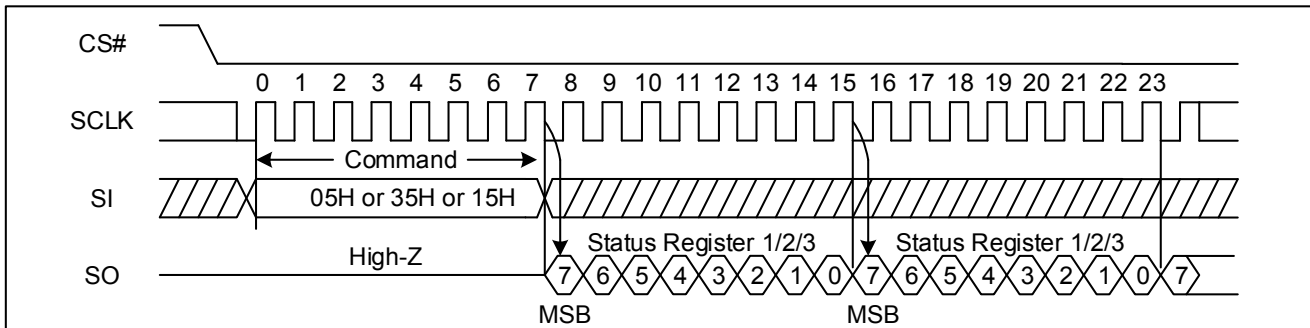 CS#
0 1 2 3 4 5 6 7 8 9 10 11 12 13 14 15 16 17 18 19 20 21 22 23
SCLK
Command
SI 05H or 35H or 15H
High-Z Status Register 1/2/3 Status Register 1/2/3
SO 7 6 5 4 3 2 1 0 7 6 5 4 3 2 1 0 7
MSB MSB